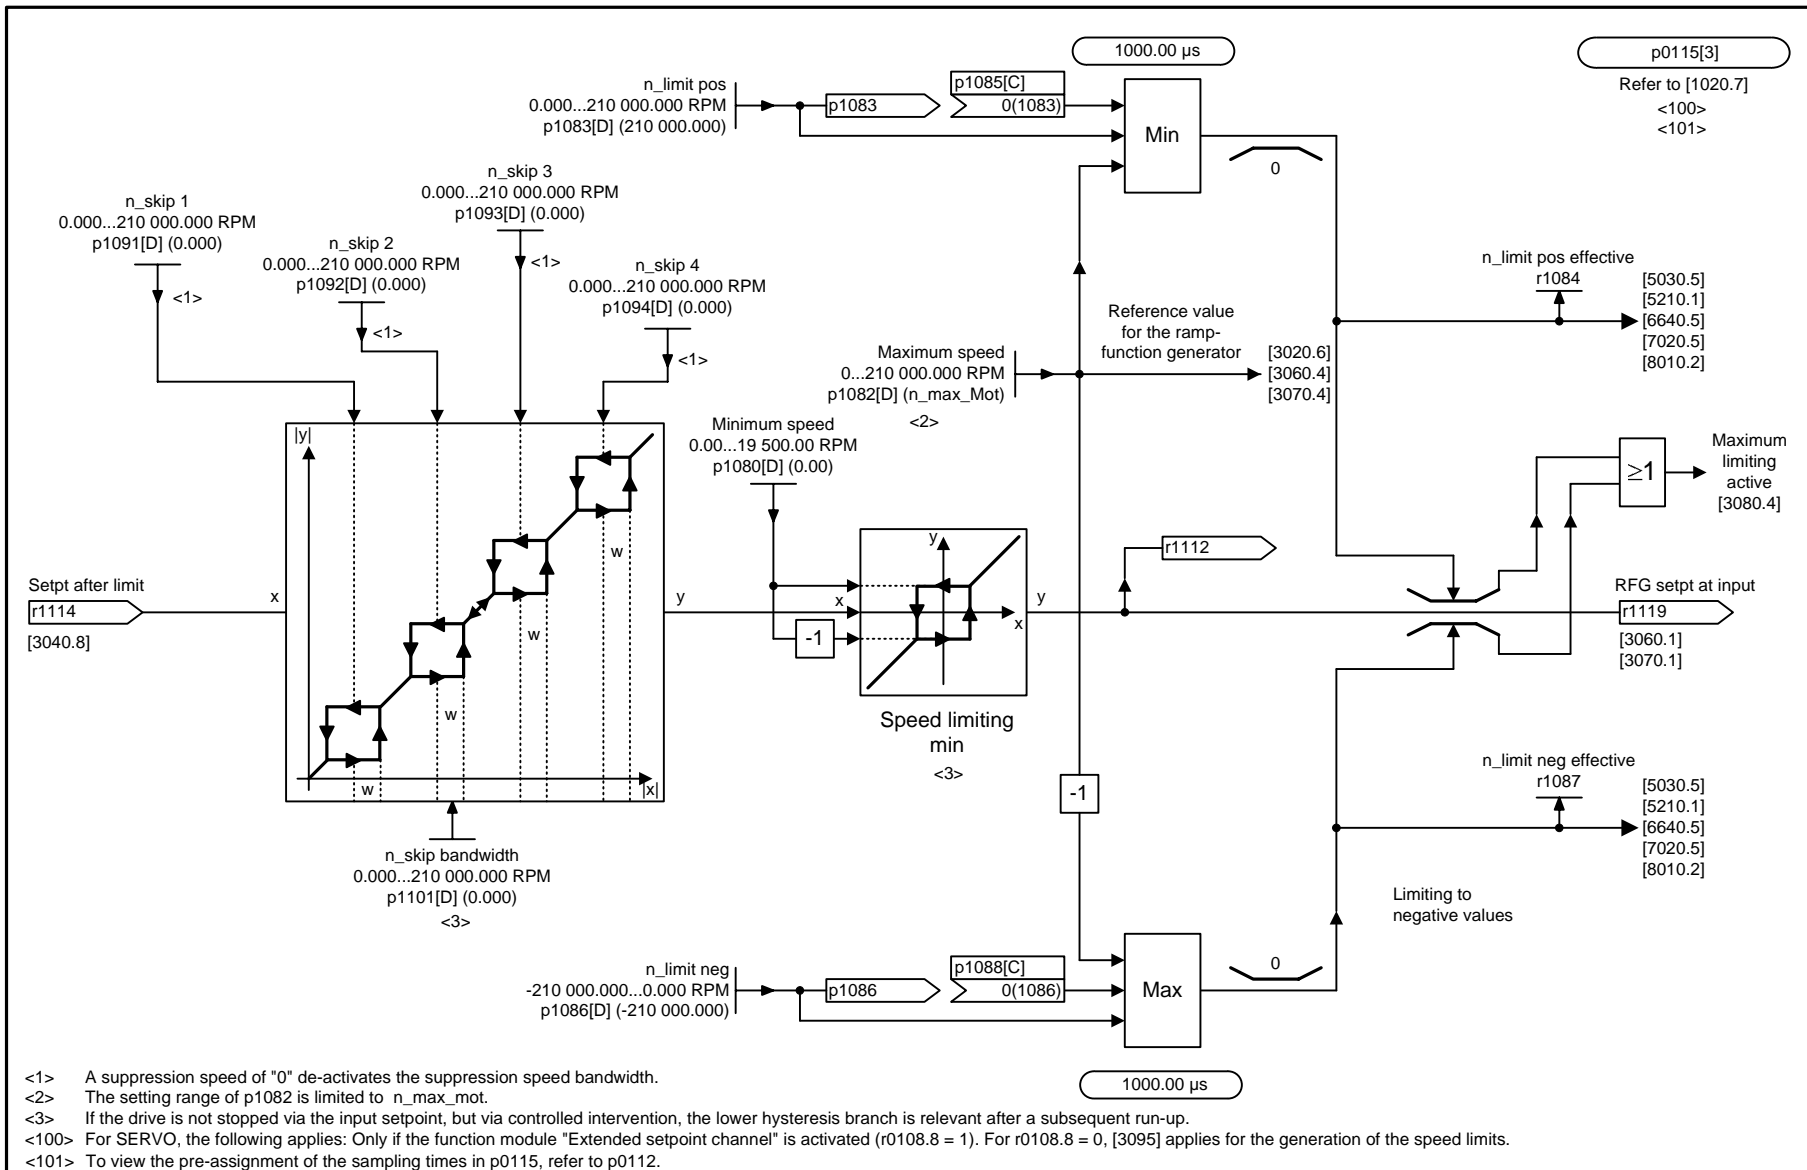 1000.00 µs
p0115[3]
Refer to [1020.7]
<100>
<101>
n_limit pos
0.000...210 000.000 RPM
p1083[D] (210 000.000)
p1083
p1085[C]
0(1083)
Min
0
n_skip 1
0.000...210 000.000 RPM
p1091[D] (0.000)
<1>
n_skip 2
0.000...210 000.000 RPM
p1092[D] (0.000)
<1>
n_skip 3
0.000...210 000.000 RPM
p1093[D] (0.000)
<1>
n_skip 4
0.000...210 000.000 RPM
p1094[D] (0.000)
<1>
n_limit pos effective
r1084
[5030.5]
[5210.1]
[6640.5]
[7020.5]
[8010.2]
Reference value
for the ramp-
function generator
[3020.6]
[3060.4]
[3070.4]
Maximum speed
0...210 000.000 RPM
p1082[D] (n_max_Mot)
<2>
Minimum speed
0.00...19 500.00 RPM
p1080[D] (0.00)
|y|
w
w
w
w
|x|
Setpt after limit
r1114
[3040.8]
x
y
x
-1
y
x
y
Speed limiting
min
<3>
r1112
≥1
Maximum
limiting
active
[3080.4]
RFG setpt at input
r1119
[3060.1]
[3070.1]
-1
n_limit neg effective
r1087
[5030.5]
[5210.1]
[6640.5]
[7020.5]
[8010.2]
n_skip bandwidth
0.000...210 000.000 RPM
p1101[D] (0.000)
<3>
Limiting to
negative values
n_limit neg
-210 000.000...0.000 RPM
p1086[D] (-210 000.000)
p1086
p1088[C]
0(1086)
Max
0
1000.00 µs
<1> A suppression speed of "0" de-activates the suppression speed bandwidth.
<2> The setting range of p1082 is limited to n_max_mot.
<3> If the drive is not stopped via the input setpoint, but via controlled intervention, the lower hysteresis branch is relevant after a subsequent run-up.
<100> For SERVO, the following applies: Only if the function module "Extended setpoint channel" is activated (r0108.8 = 1). For r0108.8 = 0, [3095] applies for the generation of the speed limits.
<101> To view the pre-assignment of the sampling times in p0115, refer to p0112.